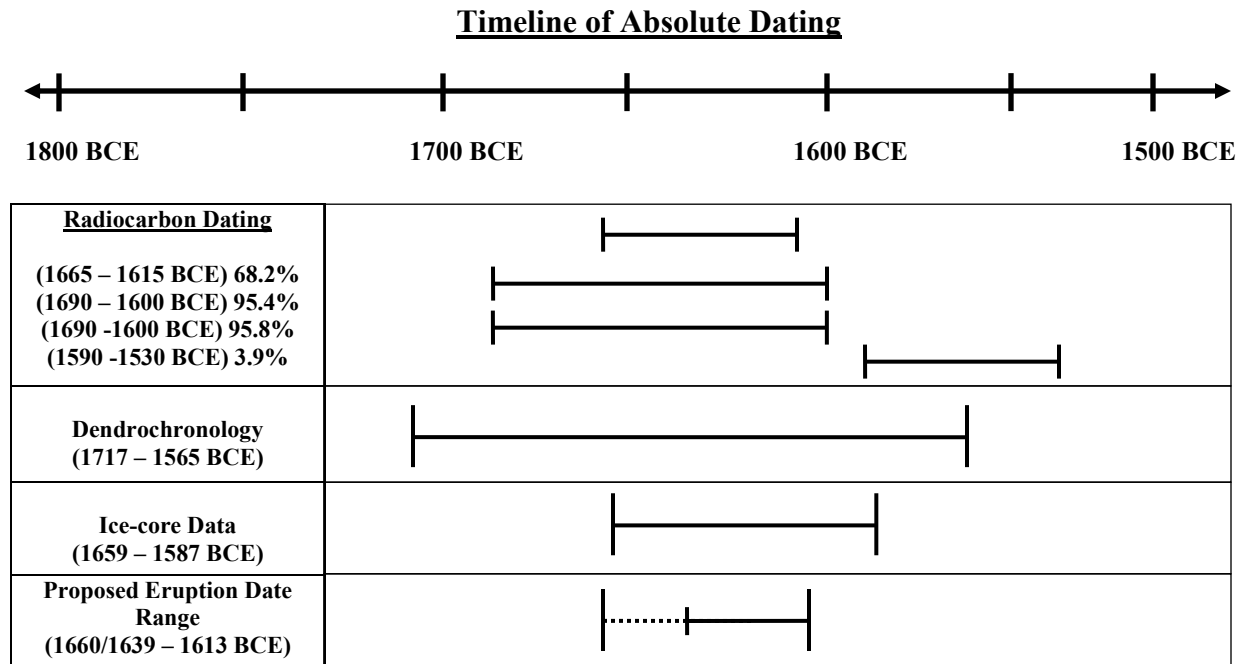 Timeline of Absolute Dating
1800 BCE 1700 BCE 1600 BCE 1500 BCE
Radiocarbon Dating
(1665 – 1615 BCE) 68.2%
(1690 – 1600 BCE) 95.4%
(1690 -1600 BCE) 95.8%
(1590 -1530 BCE) 3.9%
Dendrochronology
(1717 – 1565 BCE)
Ice-core Data
(1659 – 1587 BCE)
Proposed Eruption Date
Range
(1660/1639 – 1613 BCE)